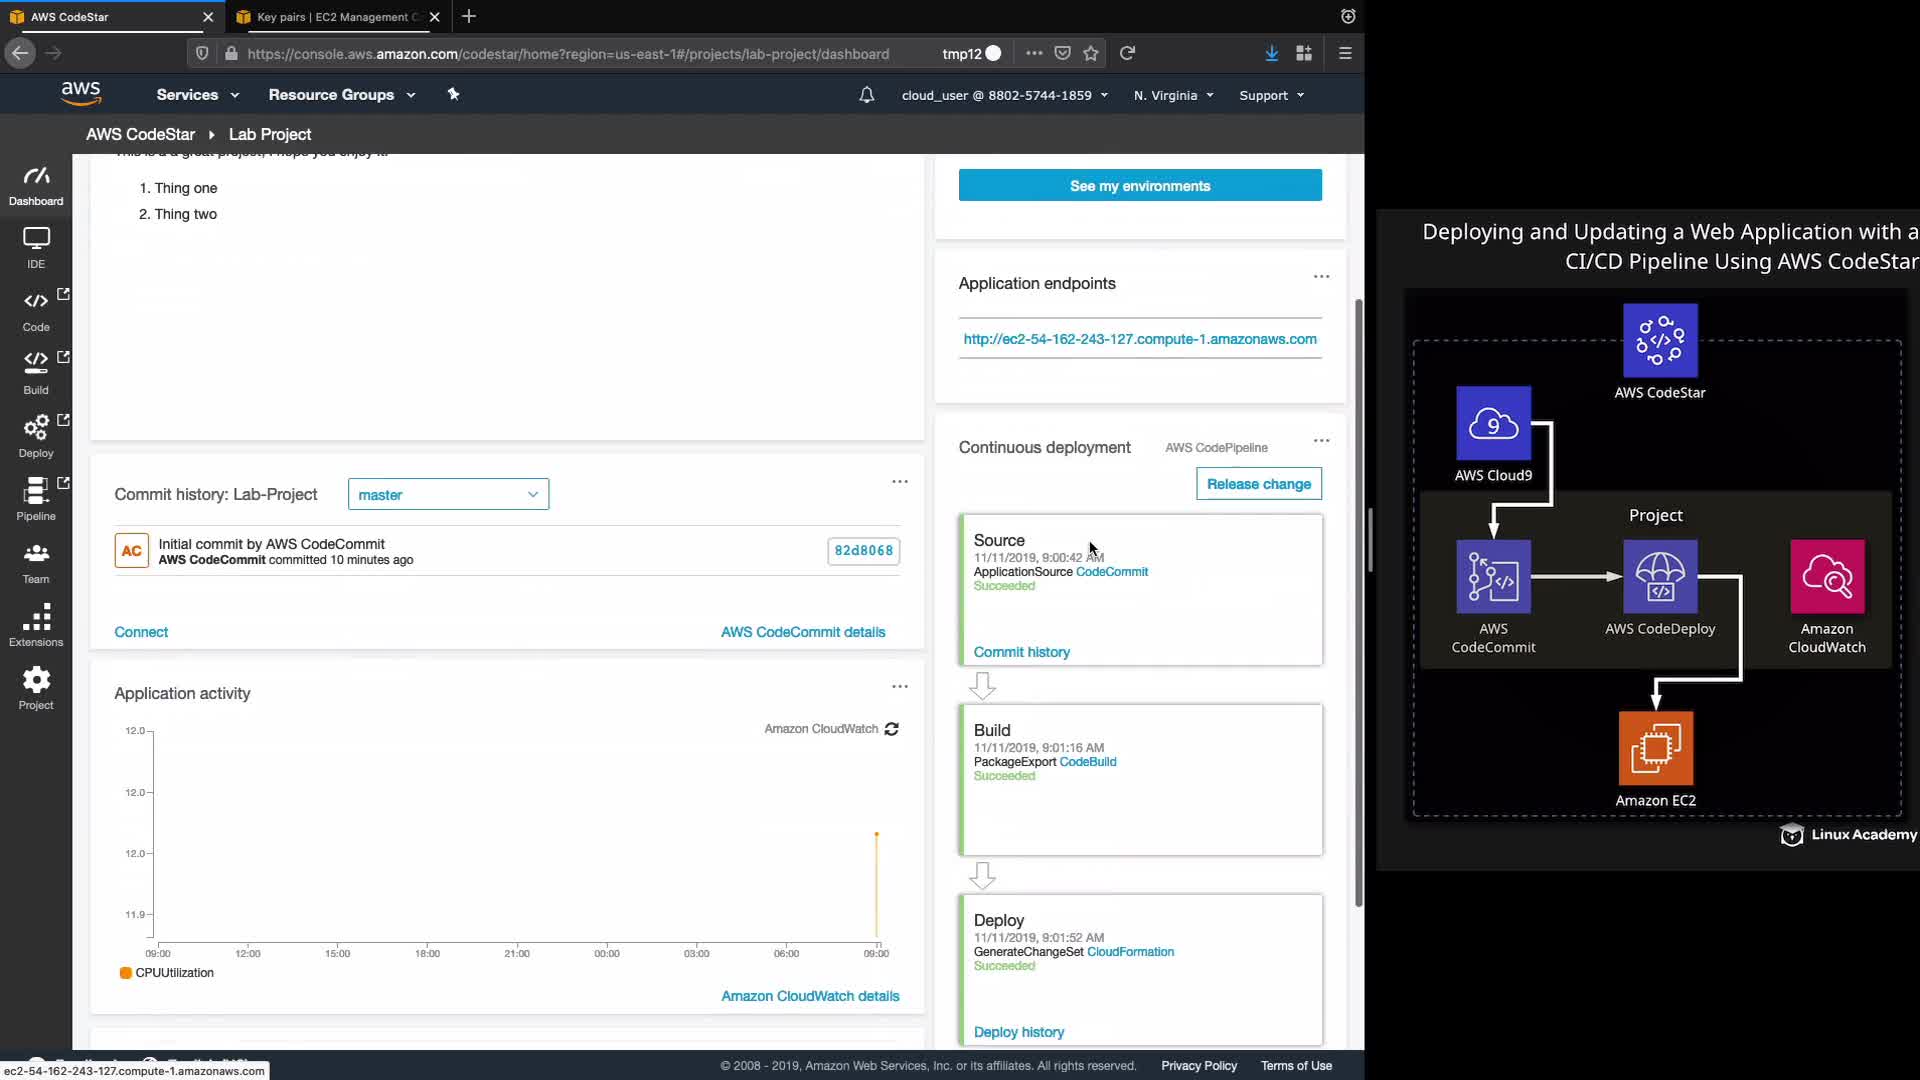 AWS CodeStar
Key pairs | EC2 Management C
https://console.aws.amazon.com/codestar/home?region=us-east-1#/projects/lab-project/dashboard
tmp12
aws
Services
Resource Groups
cloud_user @ 8802-5744-1859
N. Virginia
Support
AWS CodeStar
Lab Project
Dashboard
IDE
Code
Build
Deploy
Pipeline
Team
Extensions
Project
This is a a great project, I hope you enjoy it!
1. Thing one
2. Thing two
Commit history: Lab-Project
master
AC
Initial commit by AWS CodeCommit
AWS CodeCommit committed 10 minutes ago
82d8068
Connect
AWS CodeCommit details
Application activity
Amazon CloudWatch
12.0
12.0
12.0
11.9
09:00
12:00
15:00
18:00
21:00
00:00
03:00
06:00
09:00
CPUUtilization
Amazon CloudWatch details
See my environments
Application endpoints
http://ec2-54-162-243-127.compute-1.amazonaws.com
Continuous deployment
AWS CodePipeline
Release change
Source
11/11/2019, 9:00:42 AM
ApplicationSource CodeCommit
Succeeded
Commit history
Build
11/11/2019, 9:01:16 AM
PackageExport CodeBuild
Succeeded
Deploy
11/11/2019, 9:01:52 AM
GenerateChangeSet CloudFormation
Succeeded
Deploy history
© 2008 - 2019, Amazon Web Services, Inc. or its affiliates. All rights reserved.
Privacy Policy
Terms of Use
ec2-54-162-243-127.compute-1.amazonaws.com
Deploying and Updating a Web Application with a
CI/CD Pipeline Using AWS CodeStar
AWS CodeStar
9
AWS Cloud9
Project
AWS
CodeCommit
AWS CodeDeploy
Amazon
CloudWatch
Amazon EC2
Linux Academy